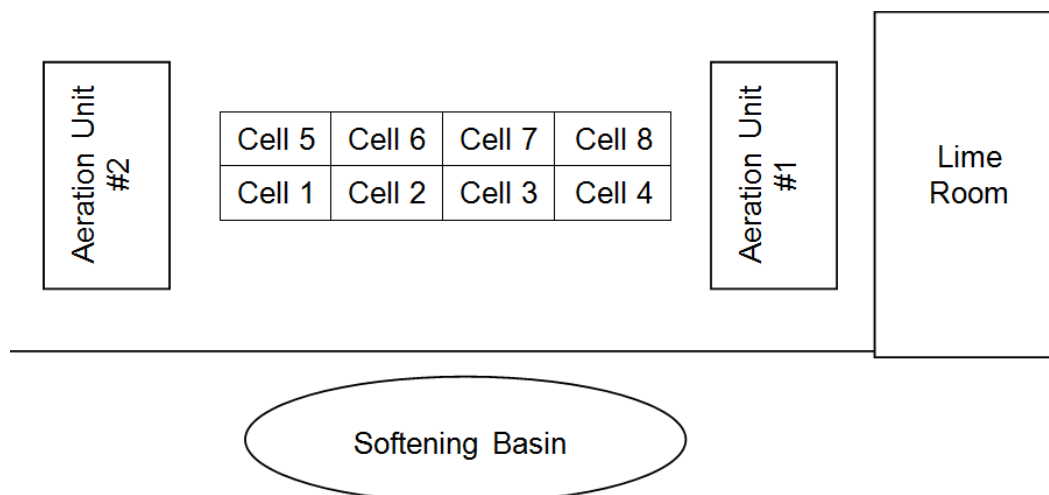 Aeration Unit
#2
Cell 5 Cell 6 Cell 7 Cell 8
Cell 1 Cell 2 Cell 3 Cell 4
Aeration Unit
#1
Lime
Room
Softening Basin